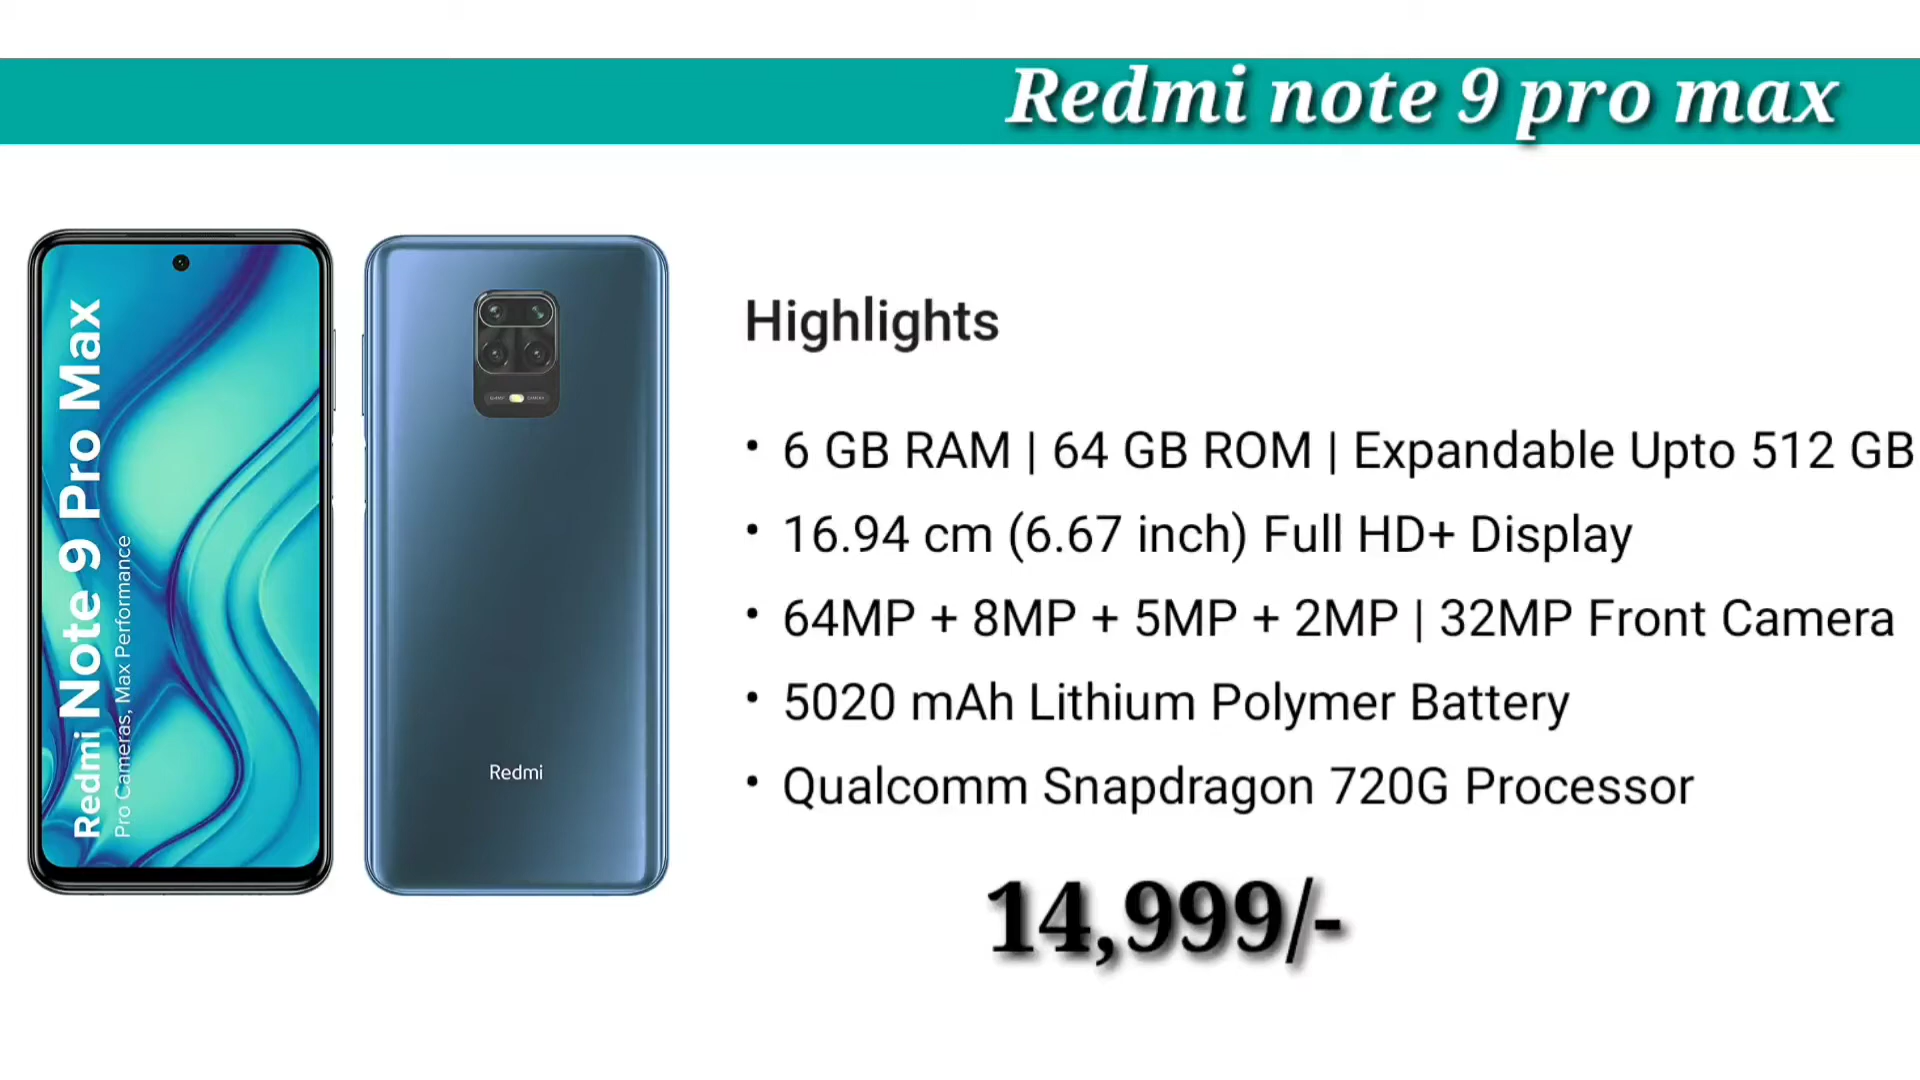 Redmi note 9 pro max
Redmi Note 9 Pro Max
Pro Cameras, Max Performance
Redmi
Highlights
• 6 GB RAM | 64 GB ROM | Expandable Upto 512 GB
• 16.94 cm (6.67 inch) Full HD+ Display
• 64MP + 8MP + 5MP + 2MP | 32MP Front Camera
• 5020 mAh Lithium Polymer Battery
• Qualcomm Snapdragon 720G Processor
14,999/-